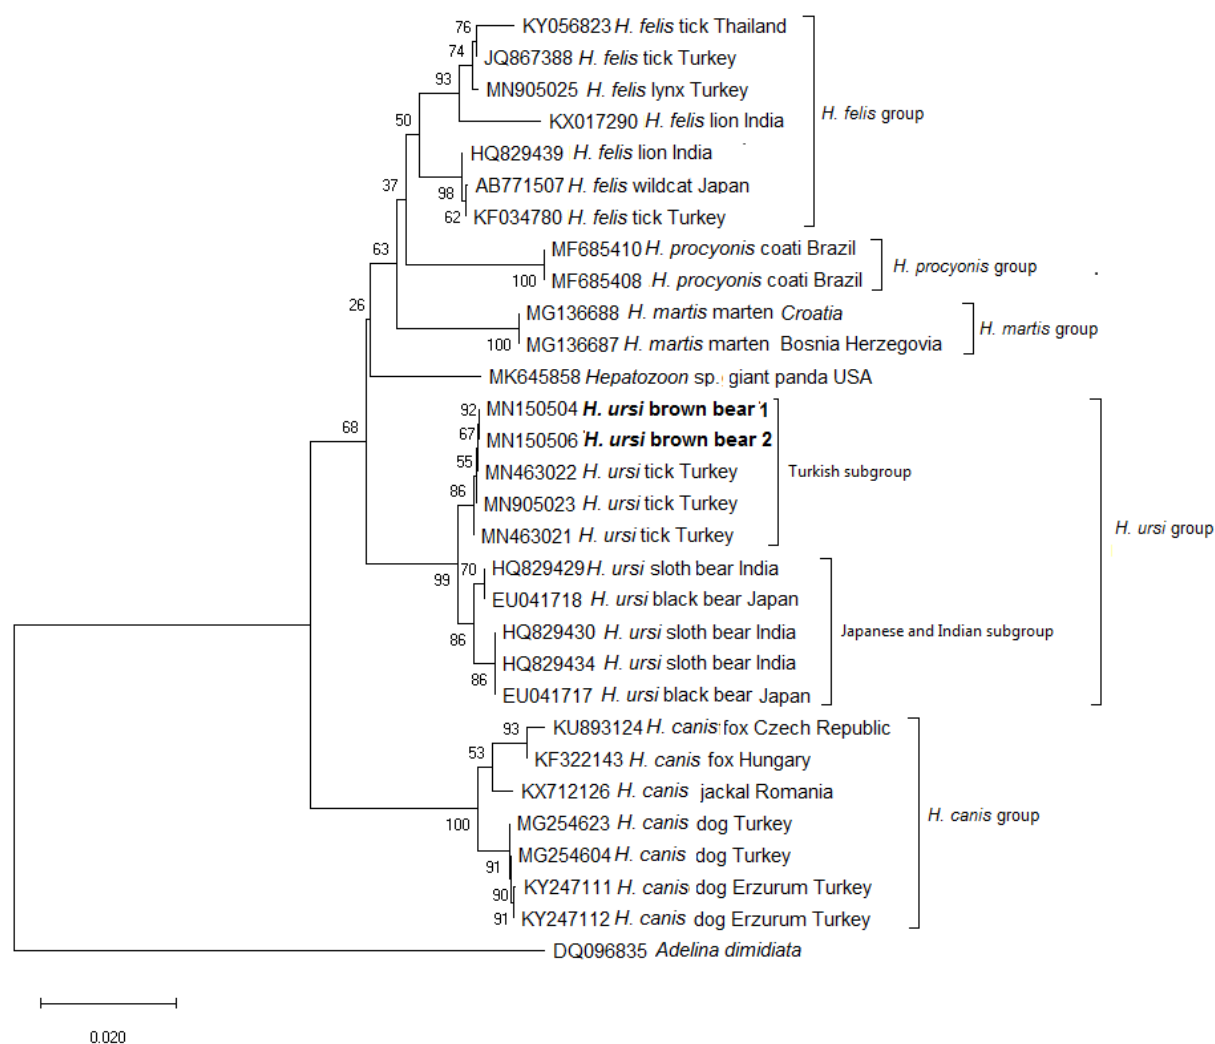 76
KY056823 H. felis tick Thailand
74
JQ867388 H. felis tick Turkey
93
MN905025 H. felis lynx Turkey
50
KX017290 H. felis lion India
H. felis group
HQ829439 H. felis lion India
98
AB771507 H. felis wildcat Japan
62
KF034780 H. felis tick Turkey
37
MF685410 H. procyonis coati Brazil
100
MF685408 H. procyonis coati Brazil
H. procyonis group
63
MG136688 H. martis marten Croatia
100
MG136687 H. martis marten Bosnia Herzegovia
H. martis group
26
MK645858 Hepatozoon sp. giant panda USA
68
92
MN150504 H. ursi brown bear 1
67
MN150506 H. ursi brown bear 2
55
MN463022 H. ursi tick Turkey
Turkish subgroup
86
MN905023 H. ursi tick Turkey
MN463021 H. ursi tick Turkey
H. ursi group
99
70
HQ829429 H. ursi sloth bear India
EU041718 H. ursi black bear Japan
86
HQ829430 H. ursi sloth bear India
Japanese and Indian subgroup
HQ829434 H. ursi sloth bear India
86
EU041717 H. ursi black bear Japan
93
KU893124 H. canis fox Czech Republic
53
KF322143 H. canis fox Hungary
KX712126 H. canis jackal Romania
100
MG254623 H. canis dog Turkey
H. canis group
91
MG254604 H. canis dog Turkey
90
KY247111 H. canis dog Erzurum Turkey
91
KY247112 H. canis dog Erzurum Turkey
DQ096835 Adelina dimidiata
0.020